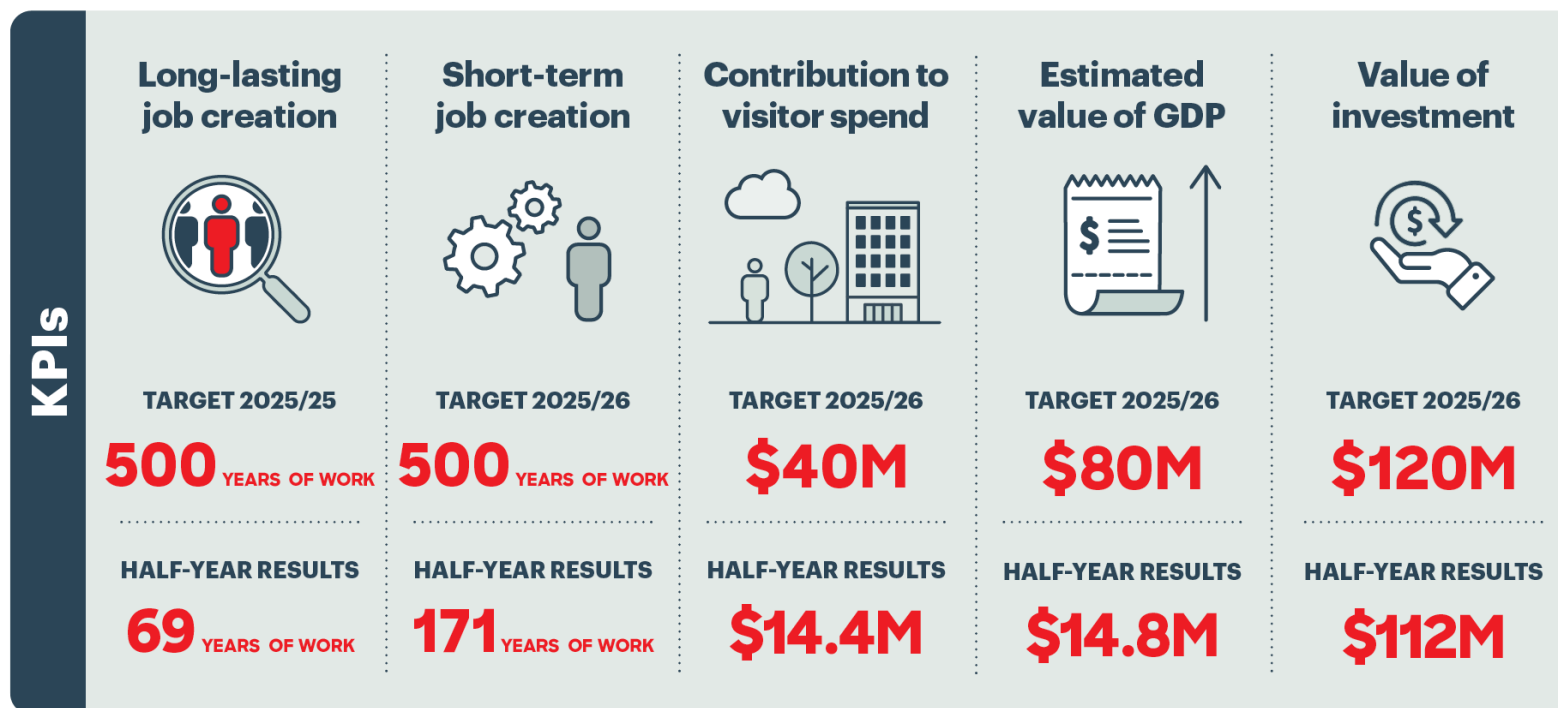 KPIs
Long-lasting
job creation
TARGET 2025/25
500 YEARS OF WORK
HALF-YEAR RESULTS
69 YEARS OF WORK
Short-term
job creation
TARGET 2025/26
500 YEARS OF WORK
HALF-YEAR RESULTS
171 YEARS OF WORK
Contribution to
visitor spend
TARGET 2025/26
$40M
HALF-YEAR RESULTS
$14.4M
Estimated
value of GDP
$
TARGET 2025/26
$80M
HALF-YEAR RESULTS
$14.8M
Value of
investment
$
TARGET 2025/26
$120M
HALF-YEAR RESULTS
$112M